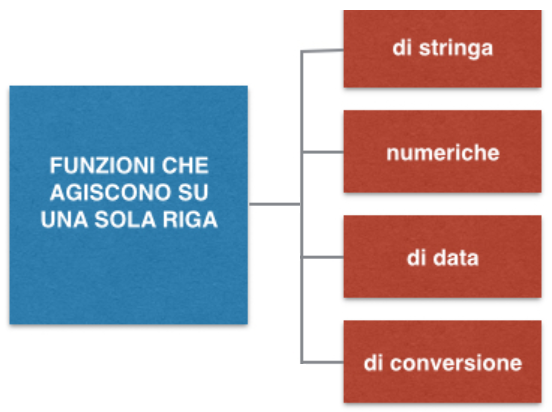 FUNZIONI CHE
AGISCONO SU
UNA SOLA RIGA
di stringa
numeriche
di data
di conversione